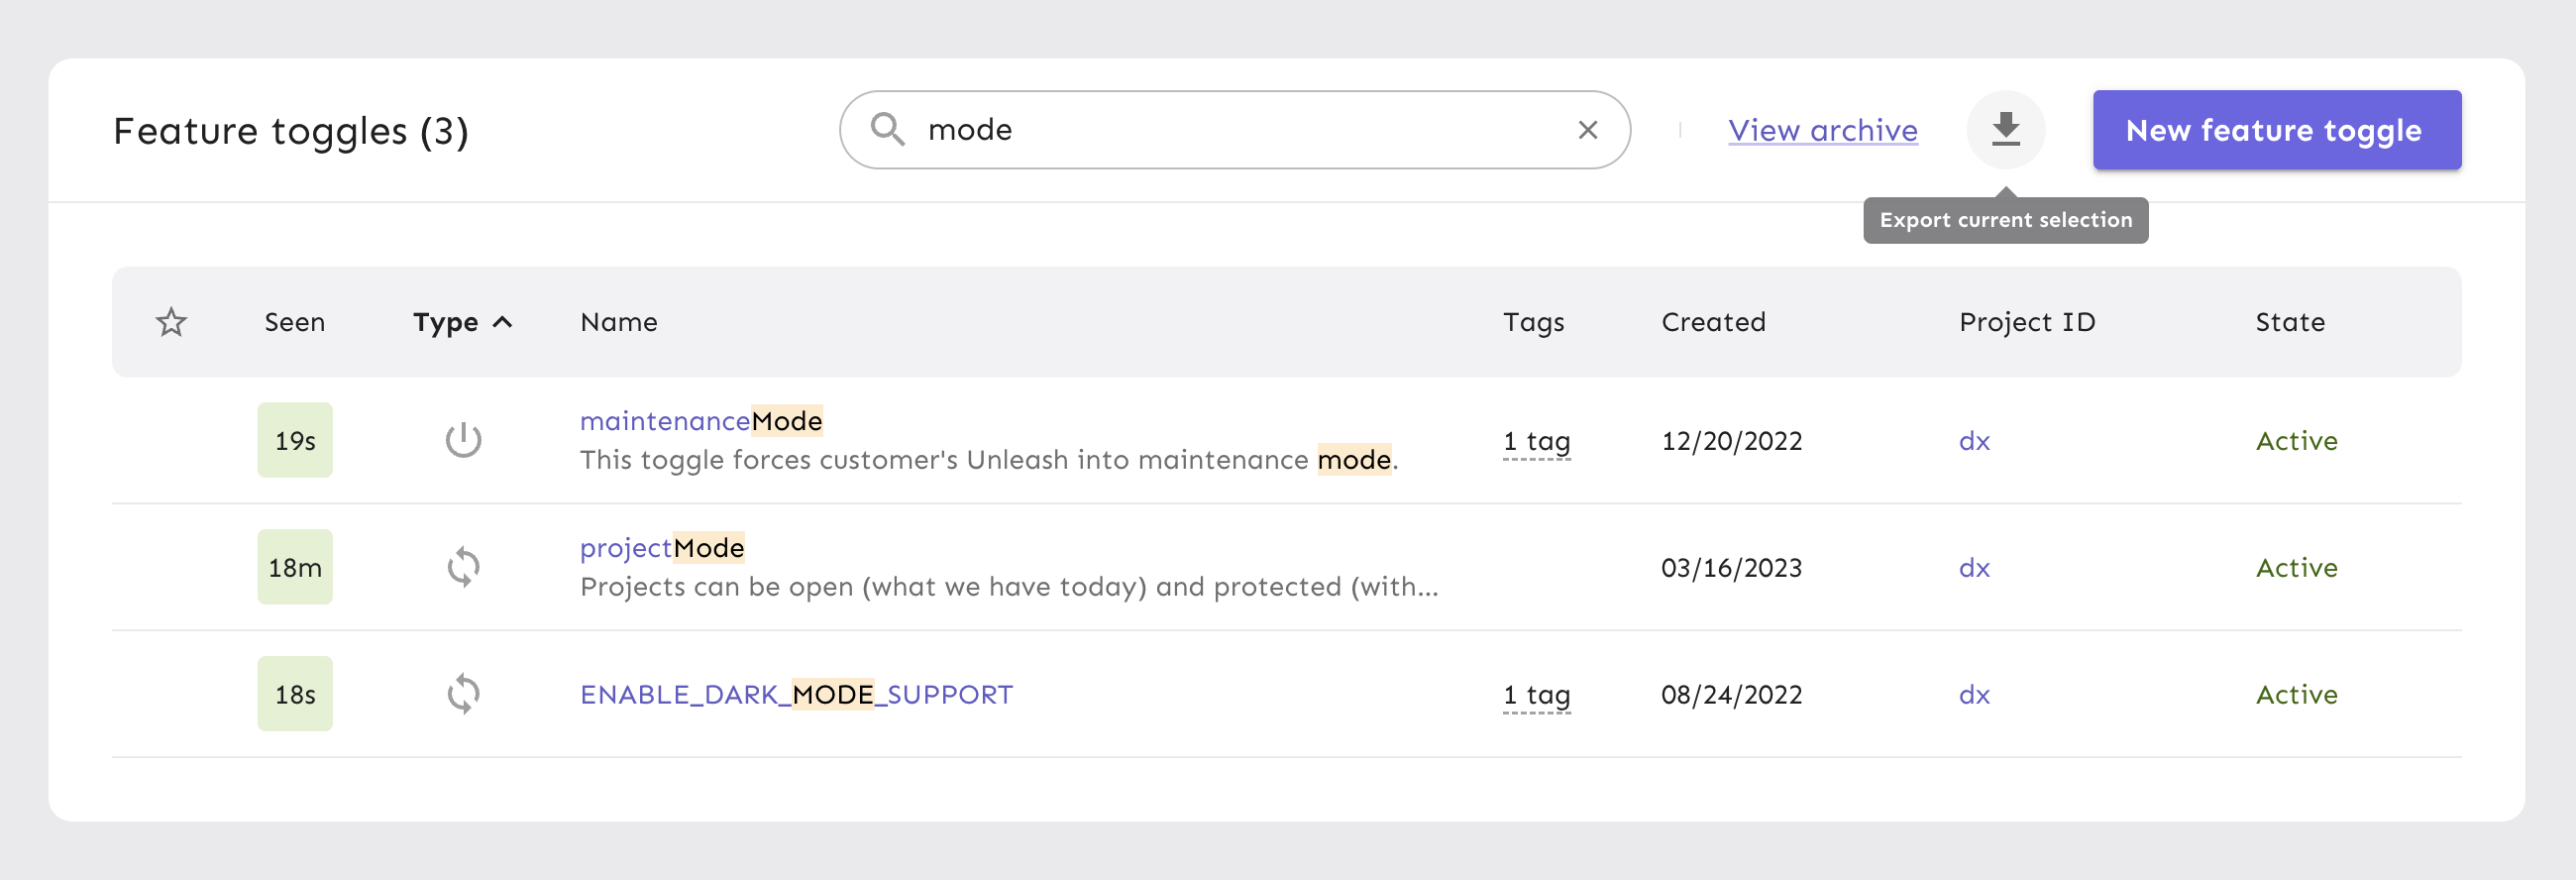 Feature toggles (3)
mode
View archive
New feature toggle
Export current selection
Seen Type Name Tags Created Project ID State
19s maintenanceMode 1 tag 12/20/2022 dx Active
This toggle forces customer's Unleash into maintenance mode.
18m projectMode 03/16/2023 dx Active
Projects can be open (what we have today) and protected (with...
18s ENABLE_DARK_MODE_SUPPORT 1 tag 08/24/2022 dx Active